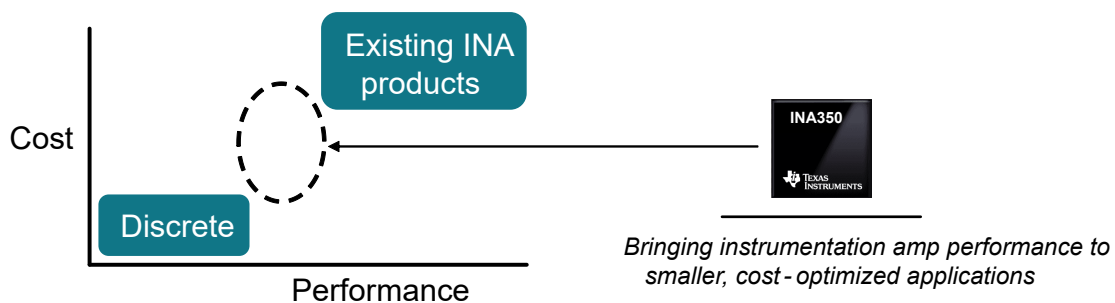 Existing INA
products
Cost
Discrete
Performance
INA350
TEXAS
INSTRUMENTS
Bringing instrumentation amp performance to
smaller, cost-optimized applications